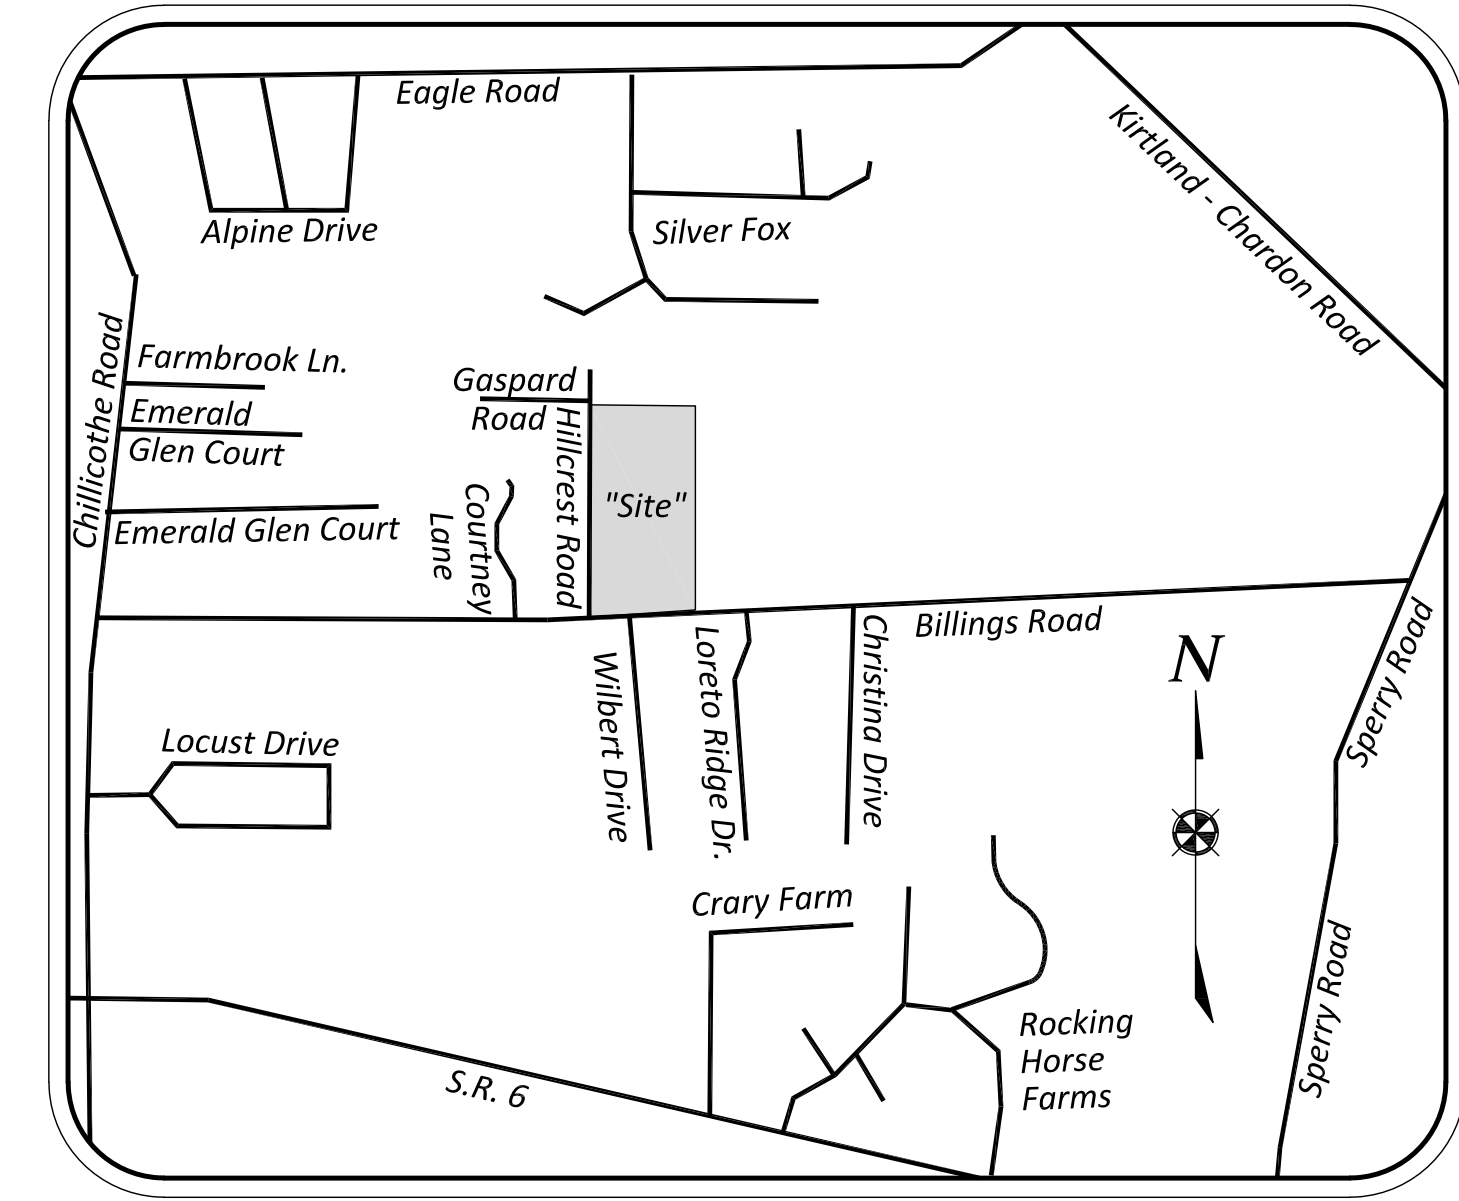 Eagle Road
Kirtland - Chardon Road
Alpine Drive
Silver Fox
Chillicothe Road
Farmbrook Ln.
Emerald
Glen Court
Emerald Glen Court
Gaspard
Road
Hillcrest Road
Courtney
Lane
"Site"
Billings Road
Sperry Road
N
Wilbert Drive
Loreto Ridge Dr.
Christina Drive
Locust Drive
Crary Farm
Rocking
Horse
Farms
Sperry Road
S.R. 6